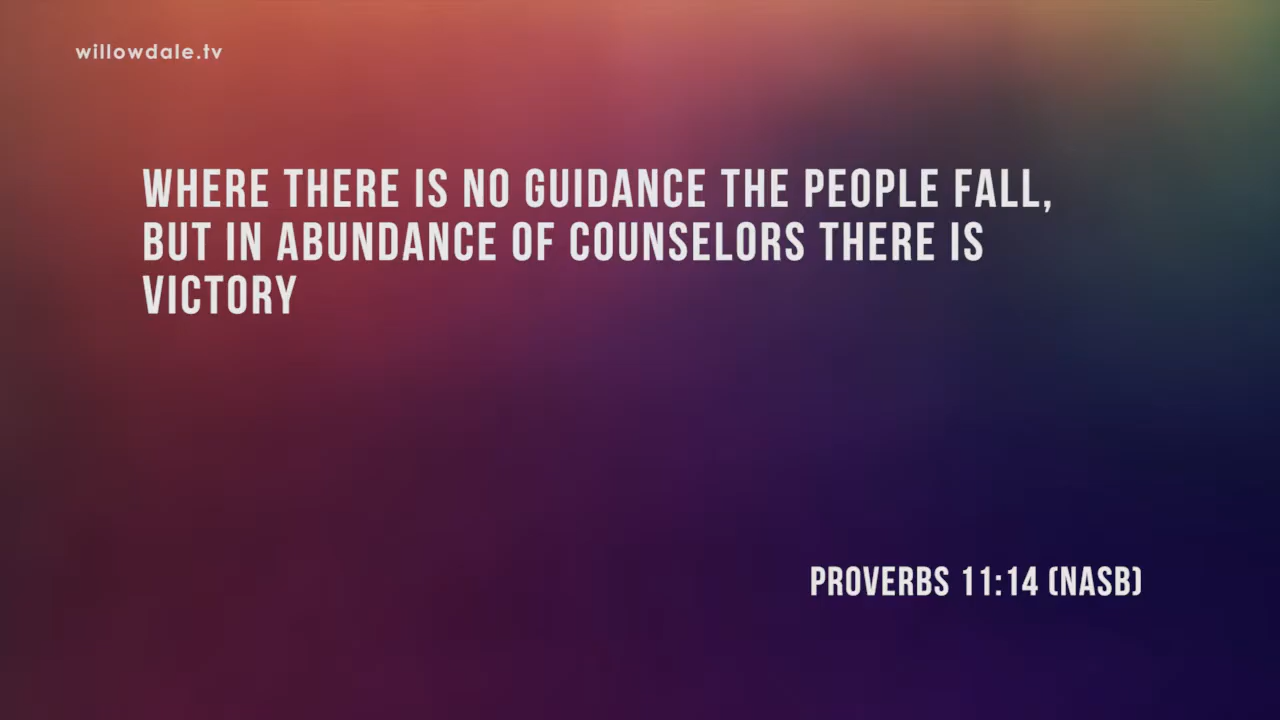 willowdale.tv
WHERE THERE IS NO GUIDANCE THE PEOPLE FALL,
BUT IN ABUNDANCE OF COUNSELORS THERE IS
VICTORY
PROVERBS 11:14 (NASB)